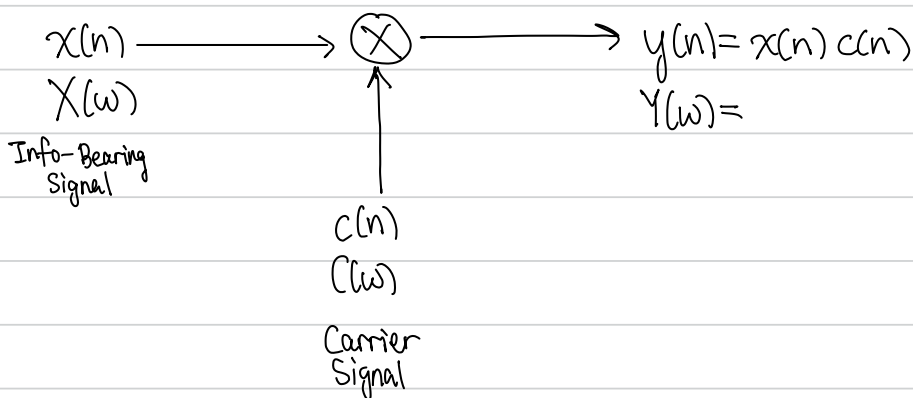 x(n)
X(ω)
Info-Bearing
Signal
X
y(n)= x(n) c(n)
Y(ω)=
c(n)
C(ω)
Carrier
Signal